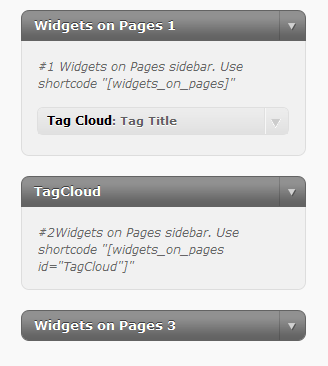 Widgets on Pages 1
#1 Widgets on Pages sidebar. Use
shortcode "[widgets_on_pages]"
Tag Cloud: Tag Title
TagCloud
#2Widgets on Pages sidebar. Use
shortcode "[widgets_on_pages
id="TagCloud"]"
Widgets on Pages 3